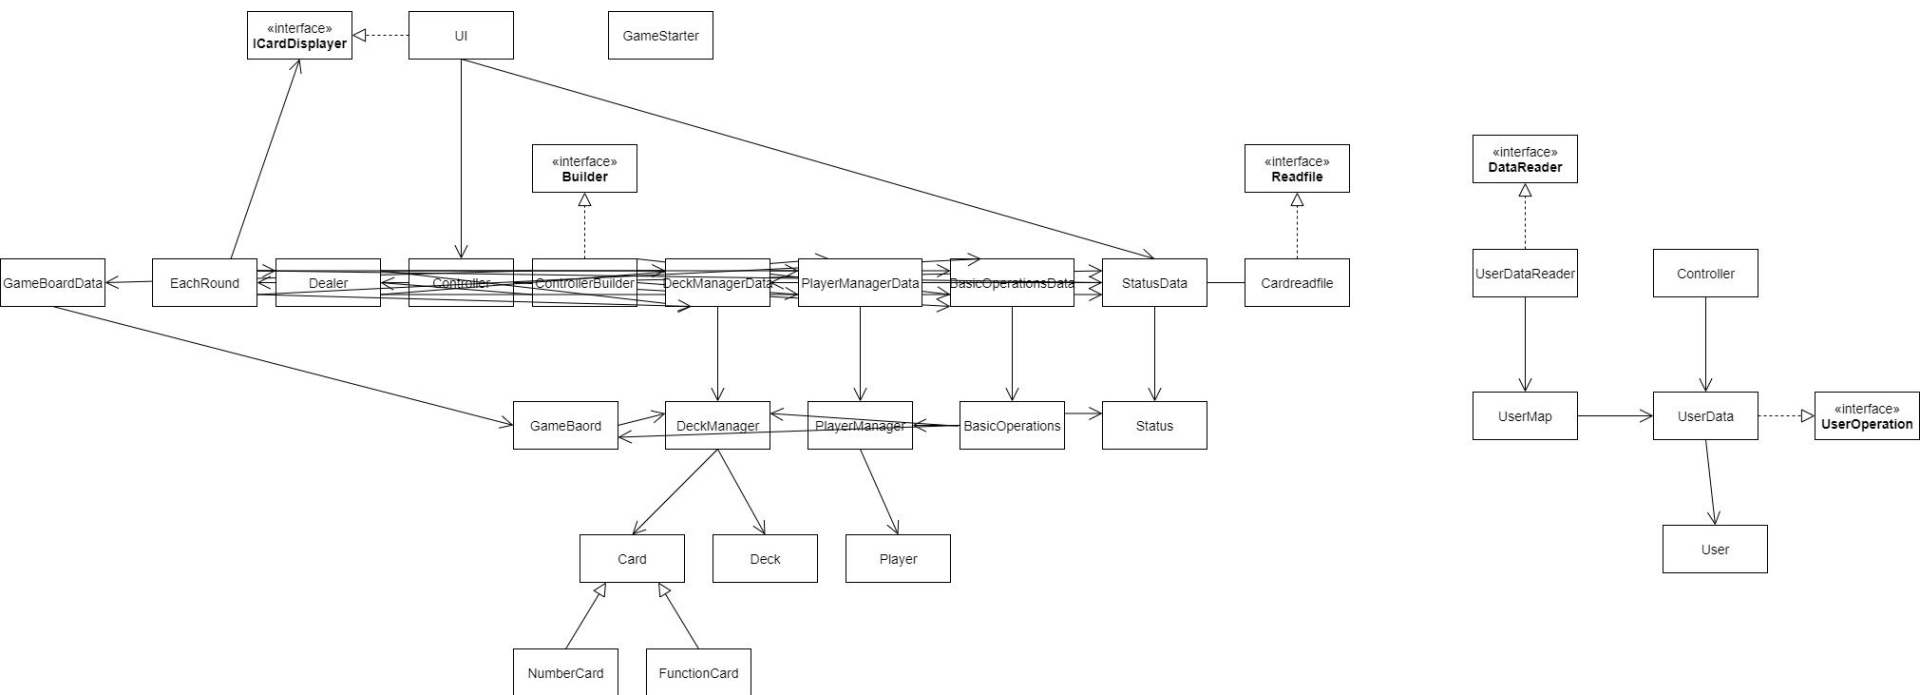 «interface»
ICardDisplayer
UI
GameStarter
«interface»
Builder
«interface»
Readfile
«interface»
DataReader
GameBoardData
EachRound
Dealer
Controller
ControllerBuilder
DeckManagerData
PlayerManagerData
BasicOperationsData
StatusData
Cardreadfile
UserDataReader
Controller
GameBaord
DeckManager
PlayerManager
BasicOperations
Status
UserMap
UserData
«interface»
UserOperation
Card
Deck
Player
User
NumberCard
FunctionCard